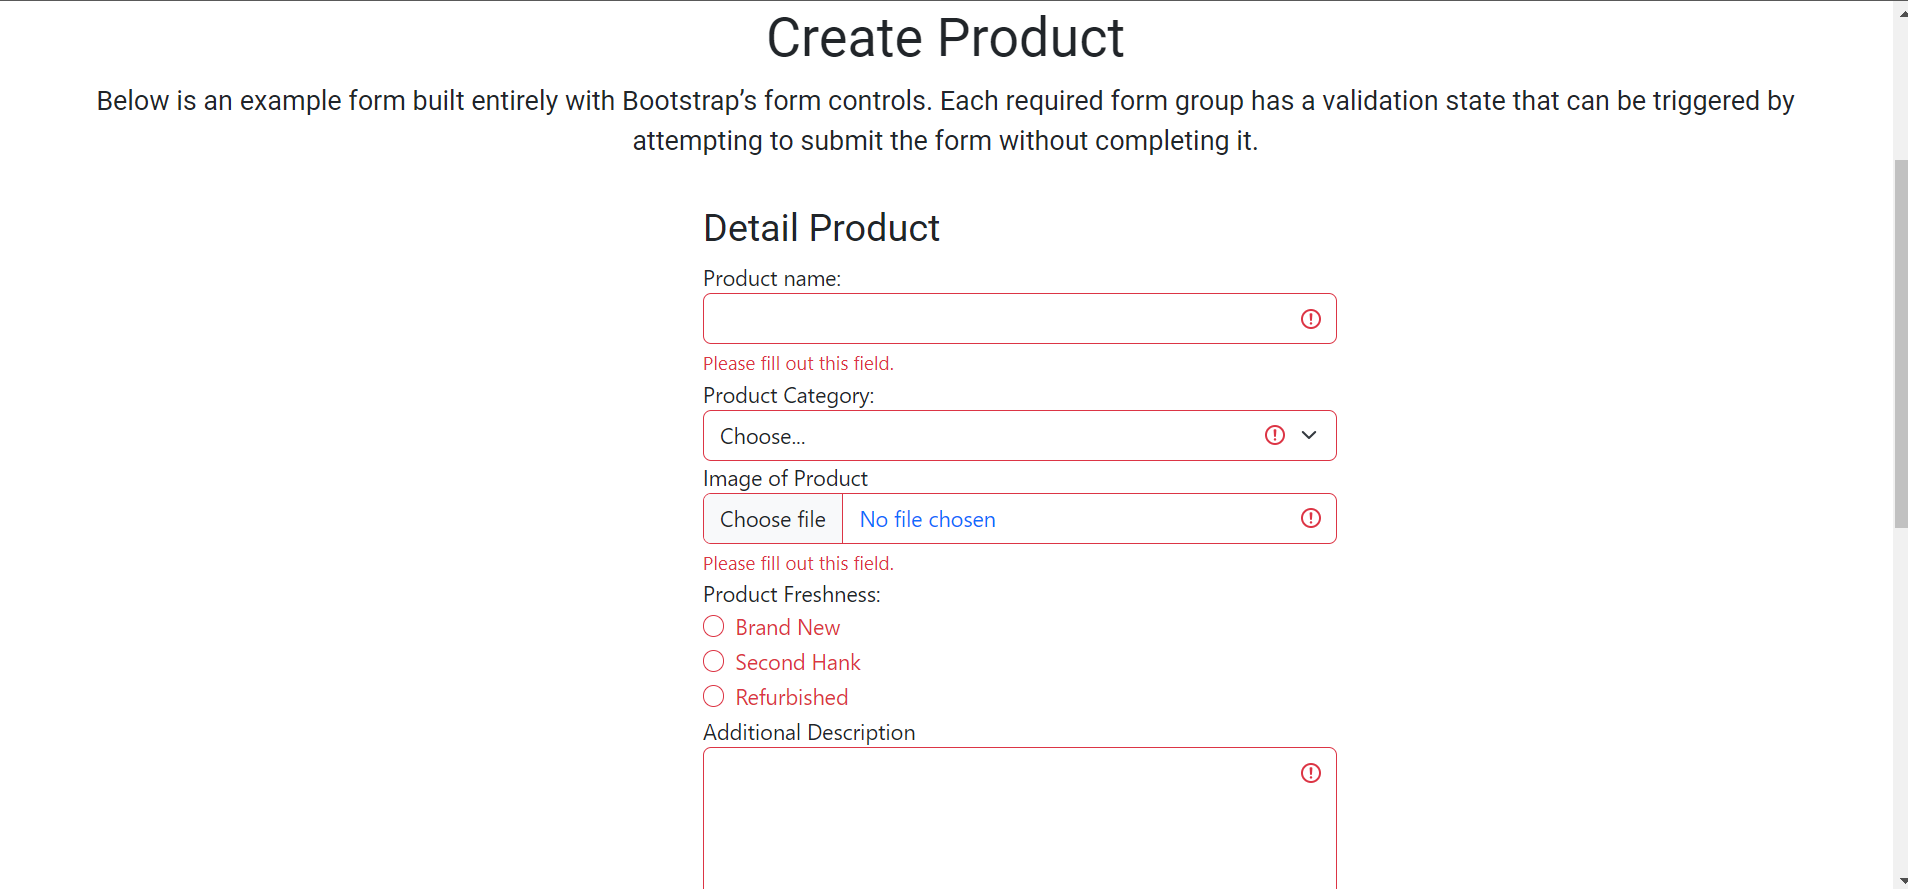 Create Product
Below is an example form built entirely with Bootstrap’s form controls. Each required form group has a validation state that can be triggered by
attempting to submit the form without completing it.
Detail Product
Product name:
Please fill out this field.
Product Category:
Choose...
Image of Product
Choose file No file chosen
Please fill out this field.
Product Freshness:
Brand New
Second Hank
Refurbished
Additional Description